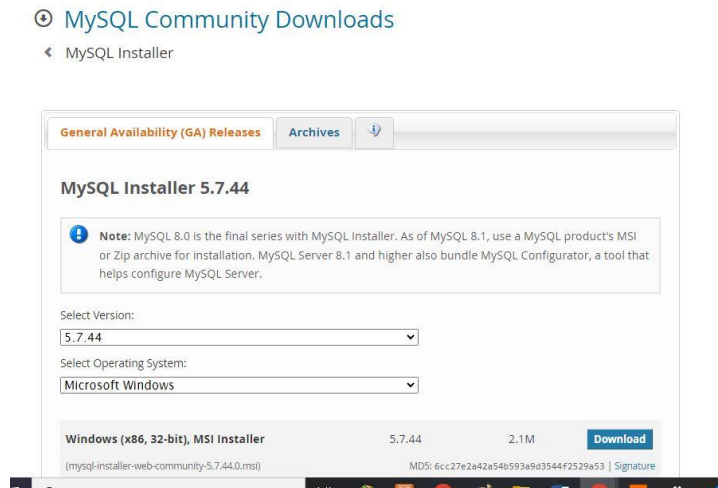 MySQL Community Downloads
MySQL Installer
General Availability (GA) Releases
Archives
MySQL Installer 5.7.44
Note: MySQL 8.0 is the final series with MySQL Installer. As of MySQL 8.1, use a MySQL product's MSI
or Zip archive for installation. MySQL Server 8.1 and higher also bundle MySQL Configurator, a tool that
helps configure MySQL Server.
Select Version:
5.7.44
Select Operating System:
Microsoft Windows
Windows (x86, 32-bit), MSI Installer 5.7.44 2.1M Download
(mysql-installer-web-community-5.7.44.0.msi) MD5: 6cc27e2a42a54b593a9d3544f2529a53 | Signature